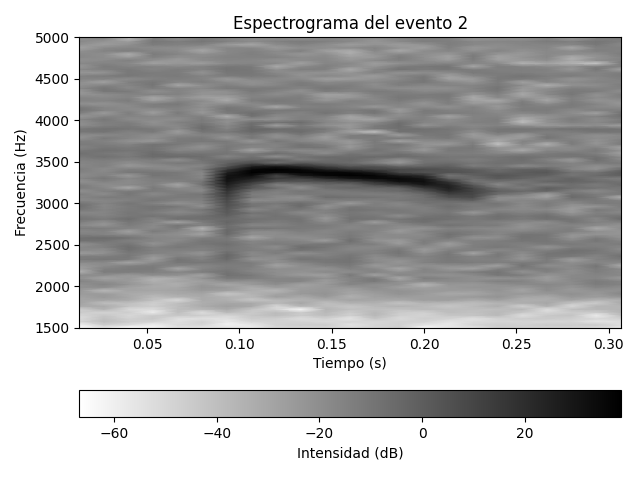 Espectrograma del evento 2
5000
4500
4000
3500
3000
2500
2000
1500
Frecuencia (Hz)
0.05 0.10 0.15 0.20 0.25 0.30
Tiempo (s)
−60 −40 −20 0 20
Intensidad (dB)